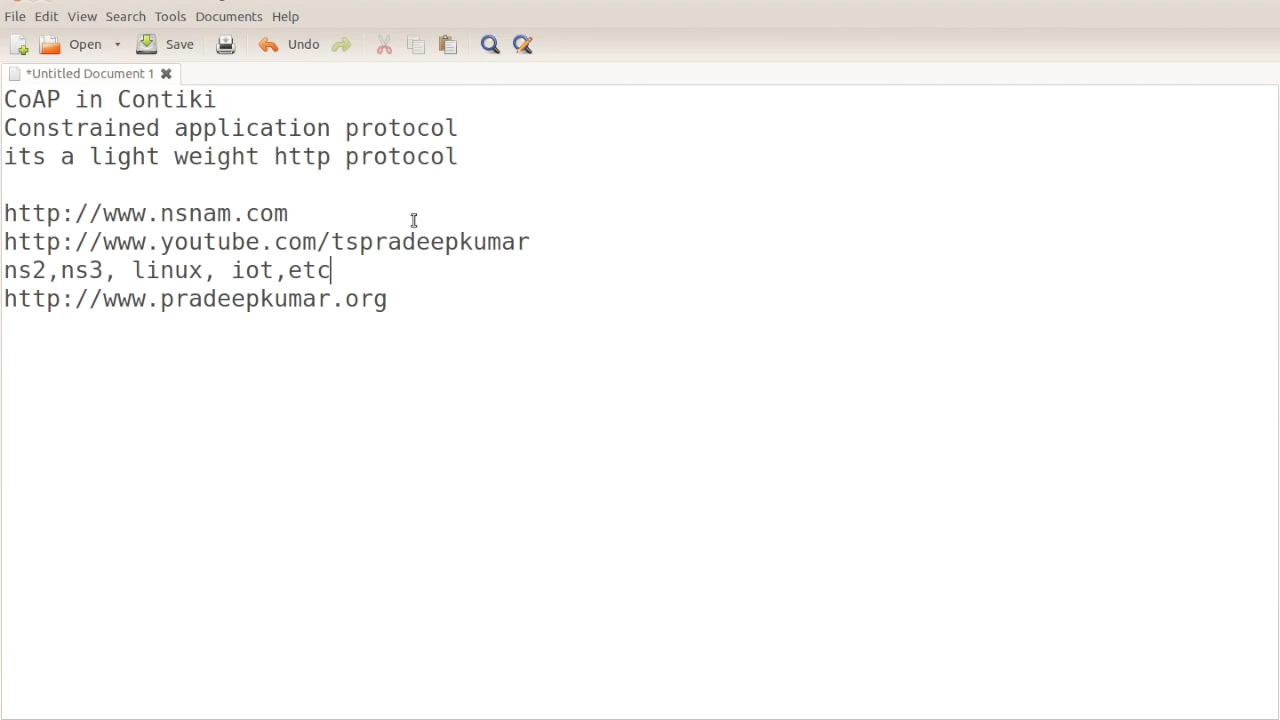 File Edit View Search Tools Documents Help
Open Save Undo
*Untitled Document 1
CoAP in Contiki
Constrained application protocol
its a light weight http protocol
http://www.nsnam.com
http://www.youtube.com/tspradeepkumar
ns2,ns3, linux, iot,etc
http://www.pradeepkumar.org